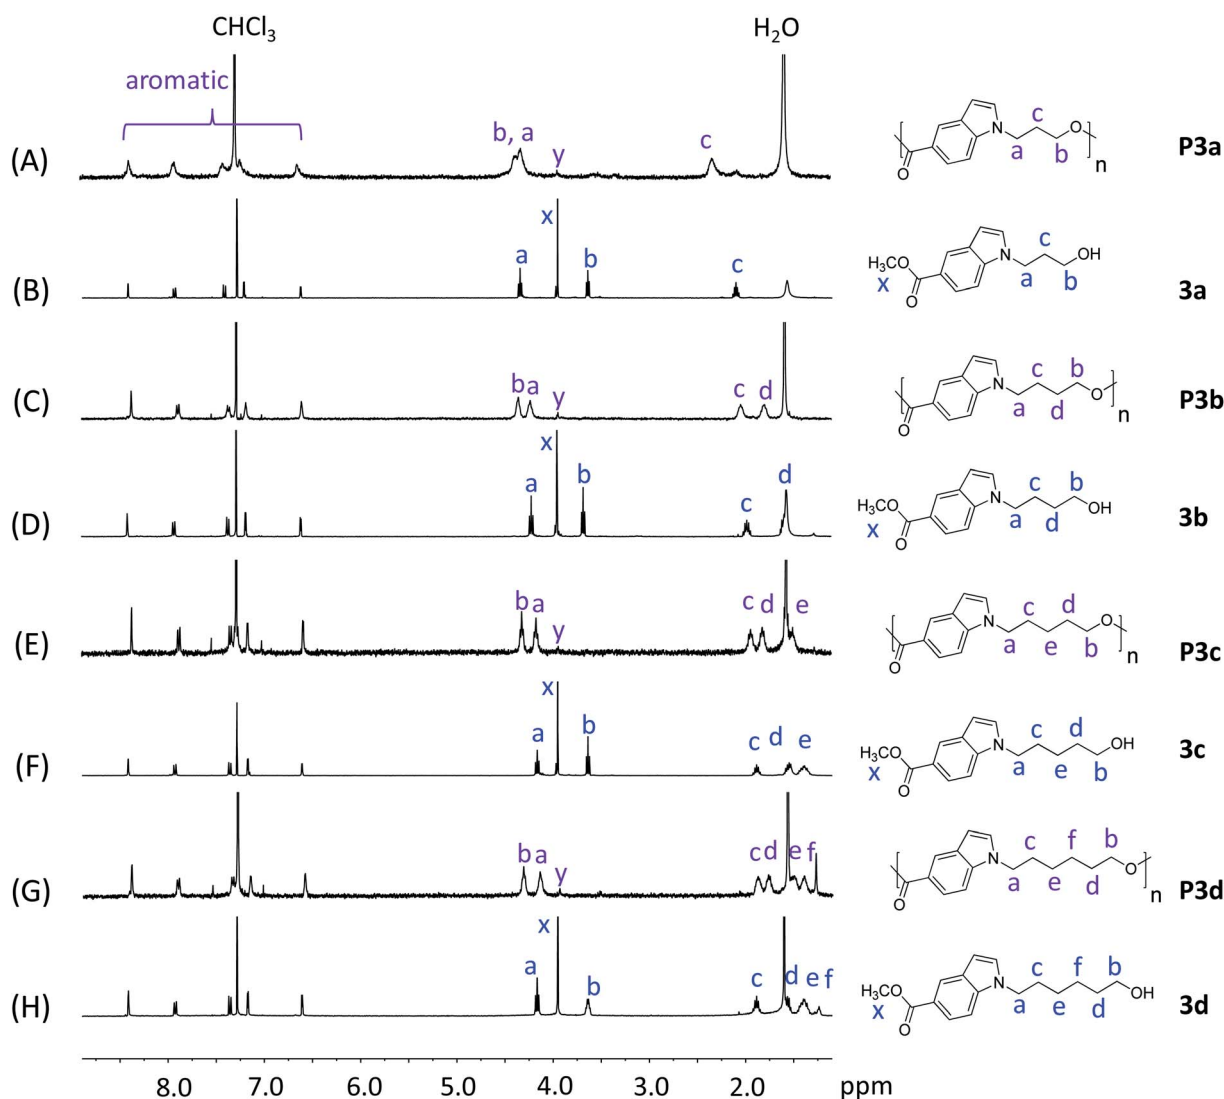 CHCl3 H2O
aromatic
(A) b, a y c
c O a b n O P3a
(B) a x b c
H3CO x O N c a b OH 3a
(C) b a y c d
O N c b a d O n P3b
(D) a x b c d
H3CO x O N c b a d OH 3b
(E) b a y c d e
O N c d a e b O n P3c
(F) a x b c d e
H3CO x O N c d a e b OH 3c
(G) b a y c d e f
O N c f b a e d O n P3d
(H) a x b c d e f
H3CO x O N c f b a e d OH 3d
8.0 7.0 6.0 5.0 4.0 3.0 2.0 ppm